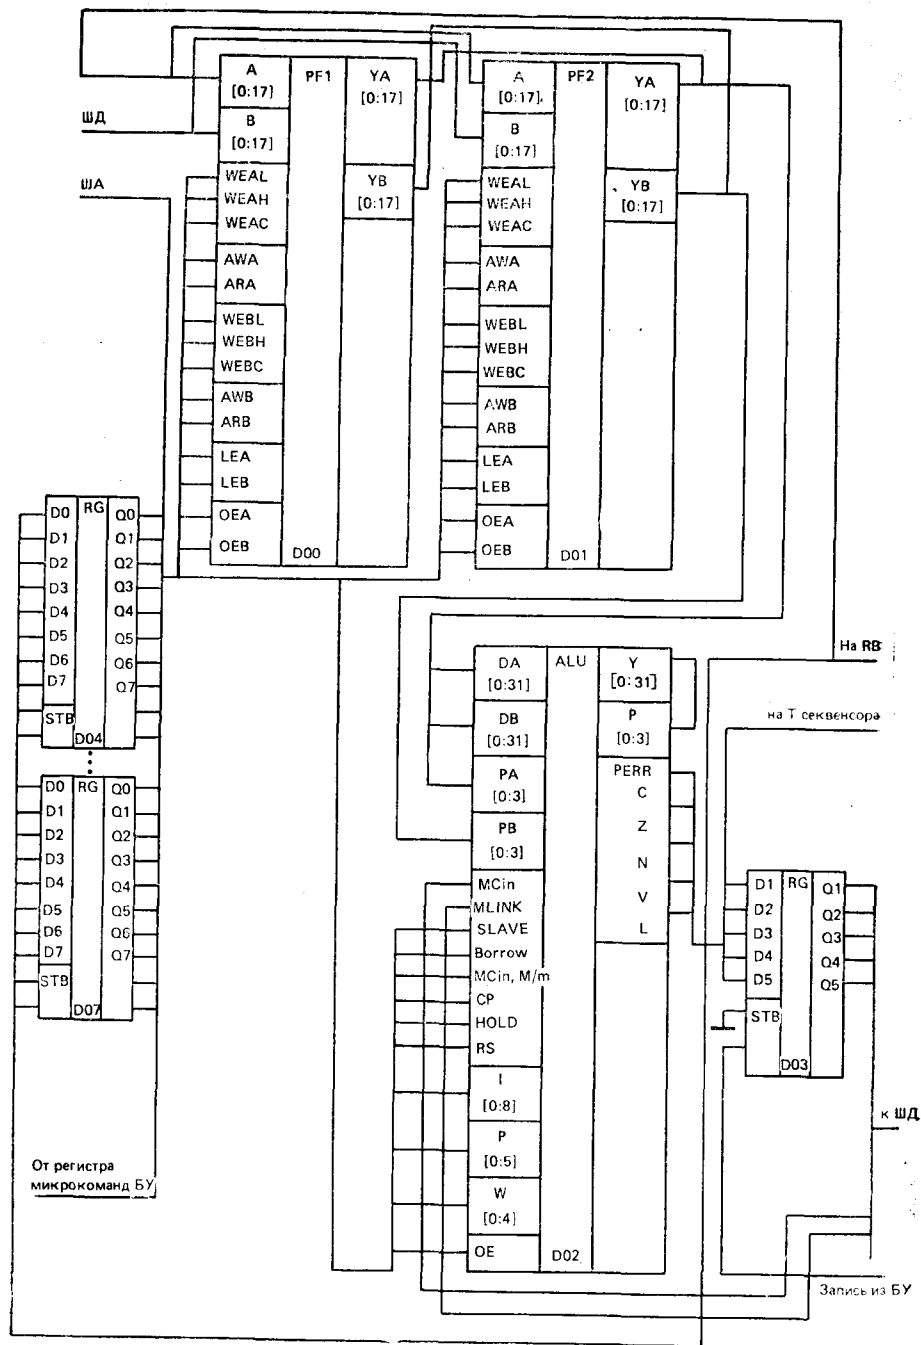 ШД
ША
A
[0:17]
B
[0:17]
WEAL
WEAH
WEAC
AWA
ARA
WEBL
WEBH
WEBC
AWB
ARB
LEA
LEB
OEA
OEB
PF1
D00
YA
[0:17]
YB
[0:17]
A
[0:17]
B
[0:17]
WEAL
WEAH
WEAC
AWA
ARA
WEBL
WEBH
WEBC
AWB
ARB
LEA
LEB
OEA
OEB
PF2
D01
YA
[0:17]
YB
[0:17]
D0 RG Q0
D1 Q1
D2 Q2
D3 Q3
D4 Q4
D5 Q5
D6 Q6
D7 Q7
STB
D04
D0 RG Q0
D1 Q1
D2 Q2
D3 Q3
D4 Q4
D5 Q5
D6 Q6
D7 Q7
STB
D07
От регистра
микрокоманд БУ
DA
[0:31]
DB
[0:31]
PA
[0:3]
PB
[0:3]
MCin
MLINK
SLAVE
Borrow
MCin, M/m
CP
HOLD
RS
I
[0:8]
P
[0:5]
W
[0:4]
OE
ALU
D02
Y
[0:31]
P
[0:3]
PERR
C
Z
N
V
L
На RB
на T секвенсора
D1 RG Q1
D2 Q2
D3 Q3
D4 Q4
D5 Q5
STB
D03
к ШД
Запись из БУ